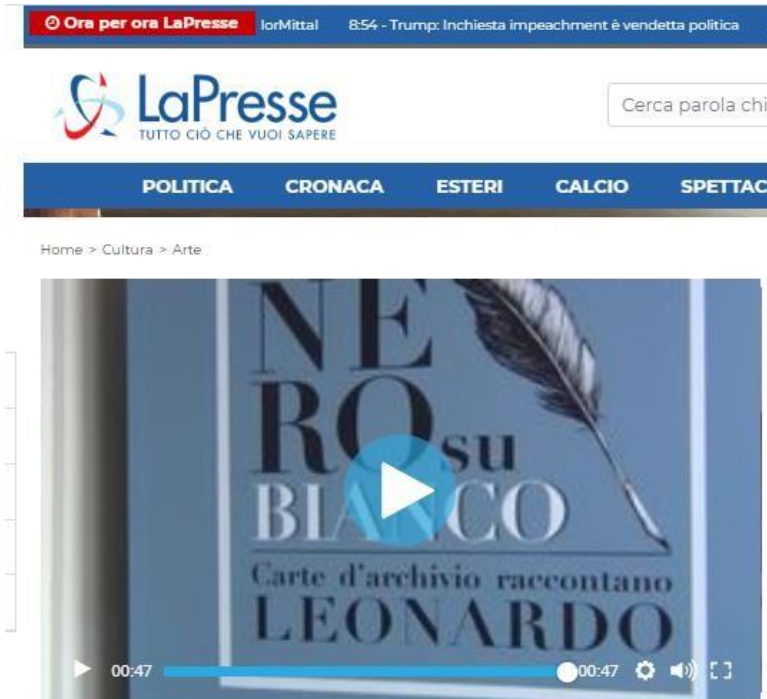 Ora per ora LaPresse lorMittal 8:54 - Trump: Inchiesta impeachment è vendetta politica
LaPresse
TUTTO CIÒ CHE VUOI SAPERE
Cerca parola chi
POLITICA CRONACA ESTERI CALCIO SPETTAC
Home > Cultura > Arte
NE
RO su
BIANCO
Carte d'archivio raccontano
LEONARDO
00:47 00:47